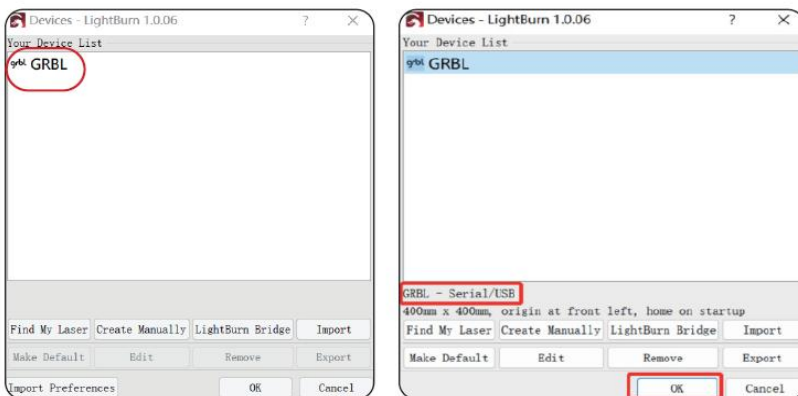 Devices - LightBurn 1.0.06
Your Device List
grbl GRBL
Find My Laser Create Manually LightBurn Bridge Import
Make Default Edit Remove Export
Import Preferences OK Cancel
Devices - LightBurn 1.0.06
Your Device List
grbl GRBL
GRBL - Serial/USB
400mm x 400mm, origin at front left, home on startup
Find My Laser Create Manually LightBurn Bridge Import
Make Default Edit Remove Export
OK Cancel